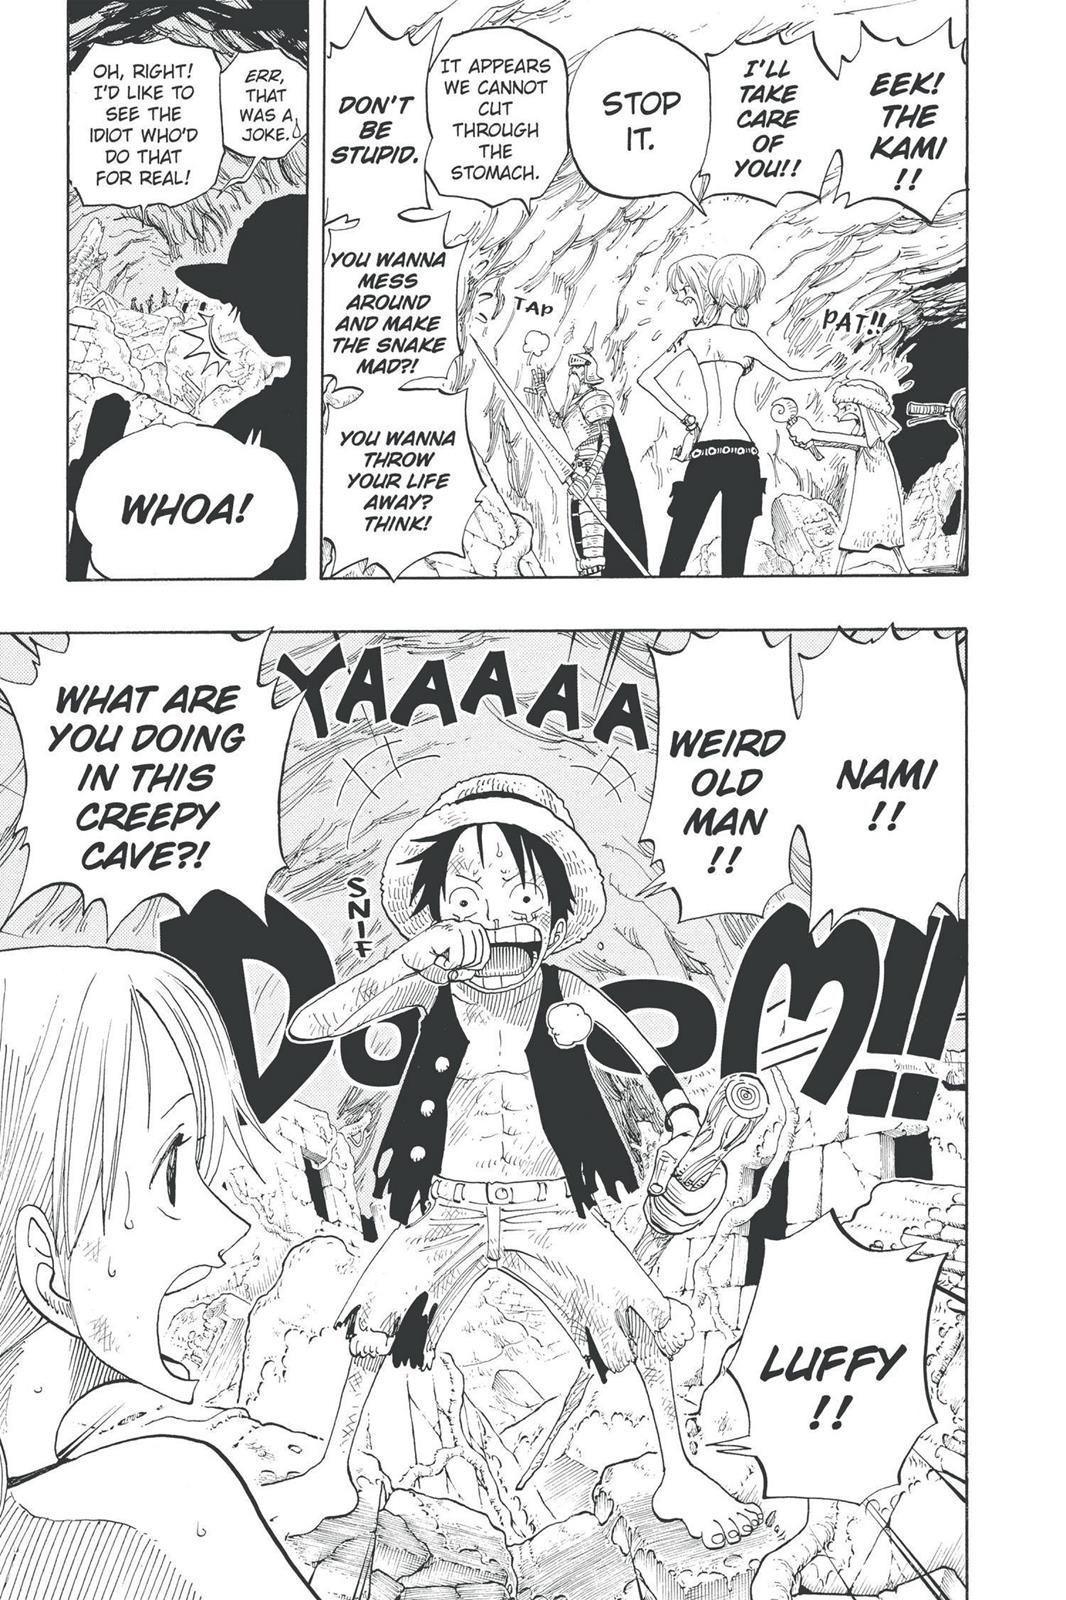 EEK!
THE
KAMI
!!
I'LL
TAKE
CARE
OF
YOU!!
STOP
IT.
IT APPEARS
WE CANNOT
CUT
THROUGH
THE
STOMACH.
DON'T
BE
STUPID.
YOU WANNA
MESS
AROUND
AND MAKE
THE SNAKE
MAD?!
YOU WANNA
THROW
YOUR LIFE
AWAY?
THINK!
TAP
PAT!!
ERR,
THAT
WAS A
JOKE.
OH, RIGHT!
I'D LIKE TO
SEE THE
IDIOT WHO'D
DO THAT
FOR REAL!
WHOA!
NAMI
!!
WEIRD
OLD
MAN
!!
YAAAAA
WHAT ARE
YOU DOING
IN THIS
CREEPY
CAVE?!
SNIF
DOOOM!!
LUFFY
!!